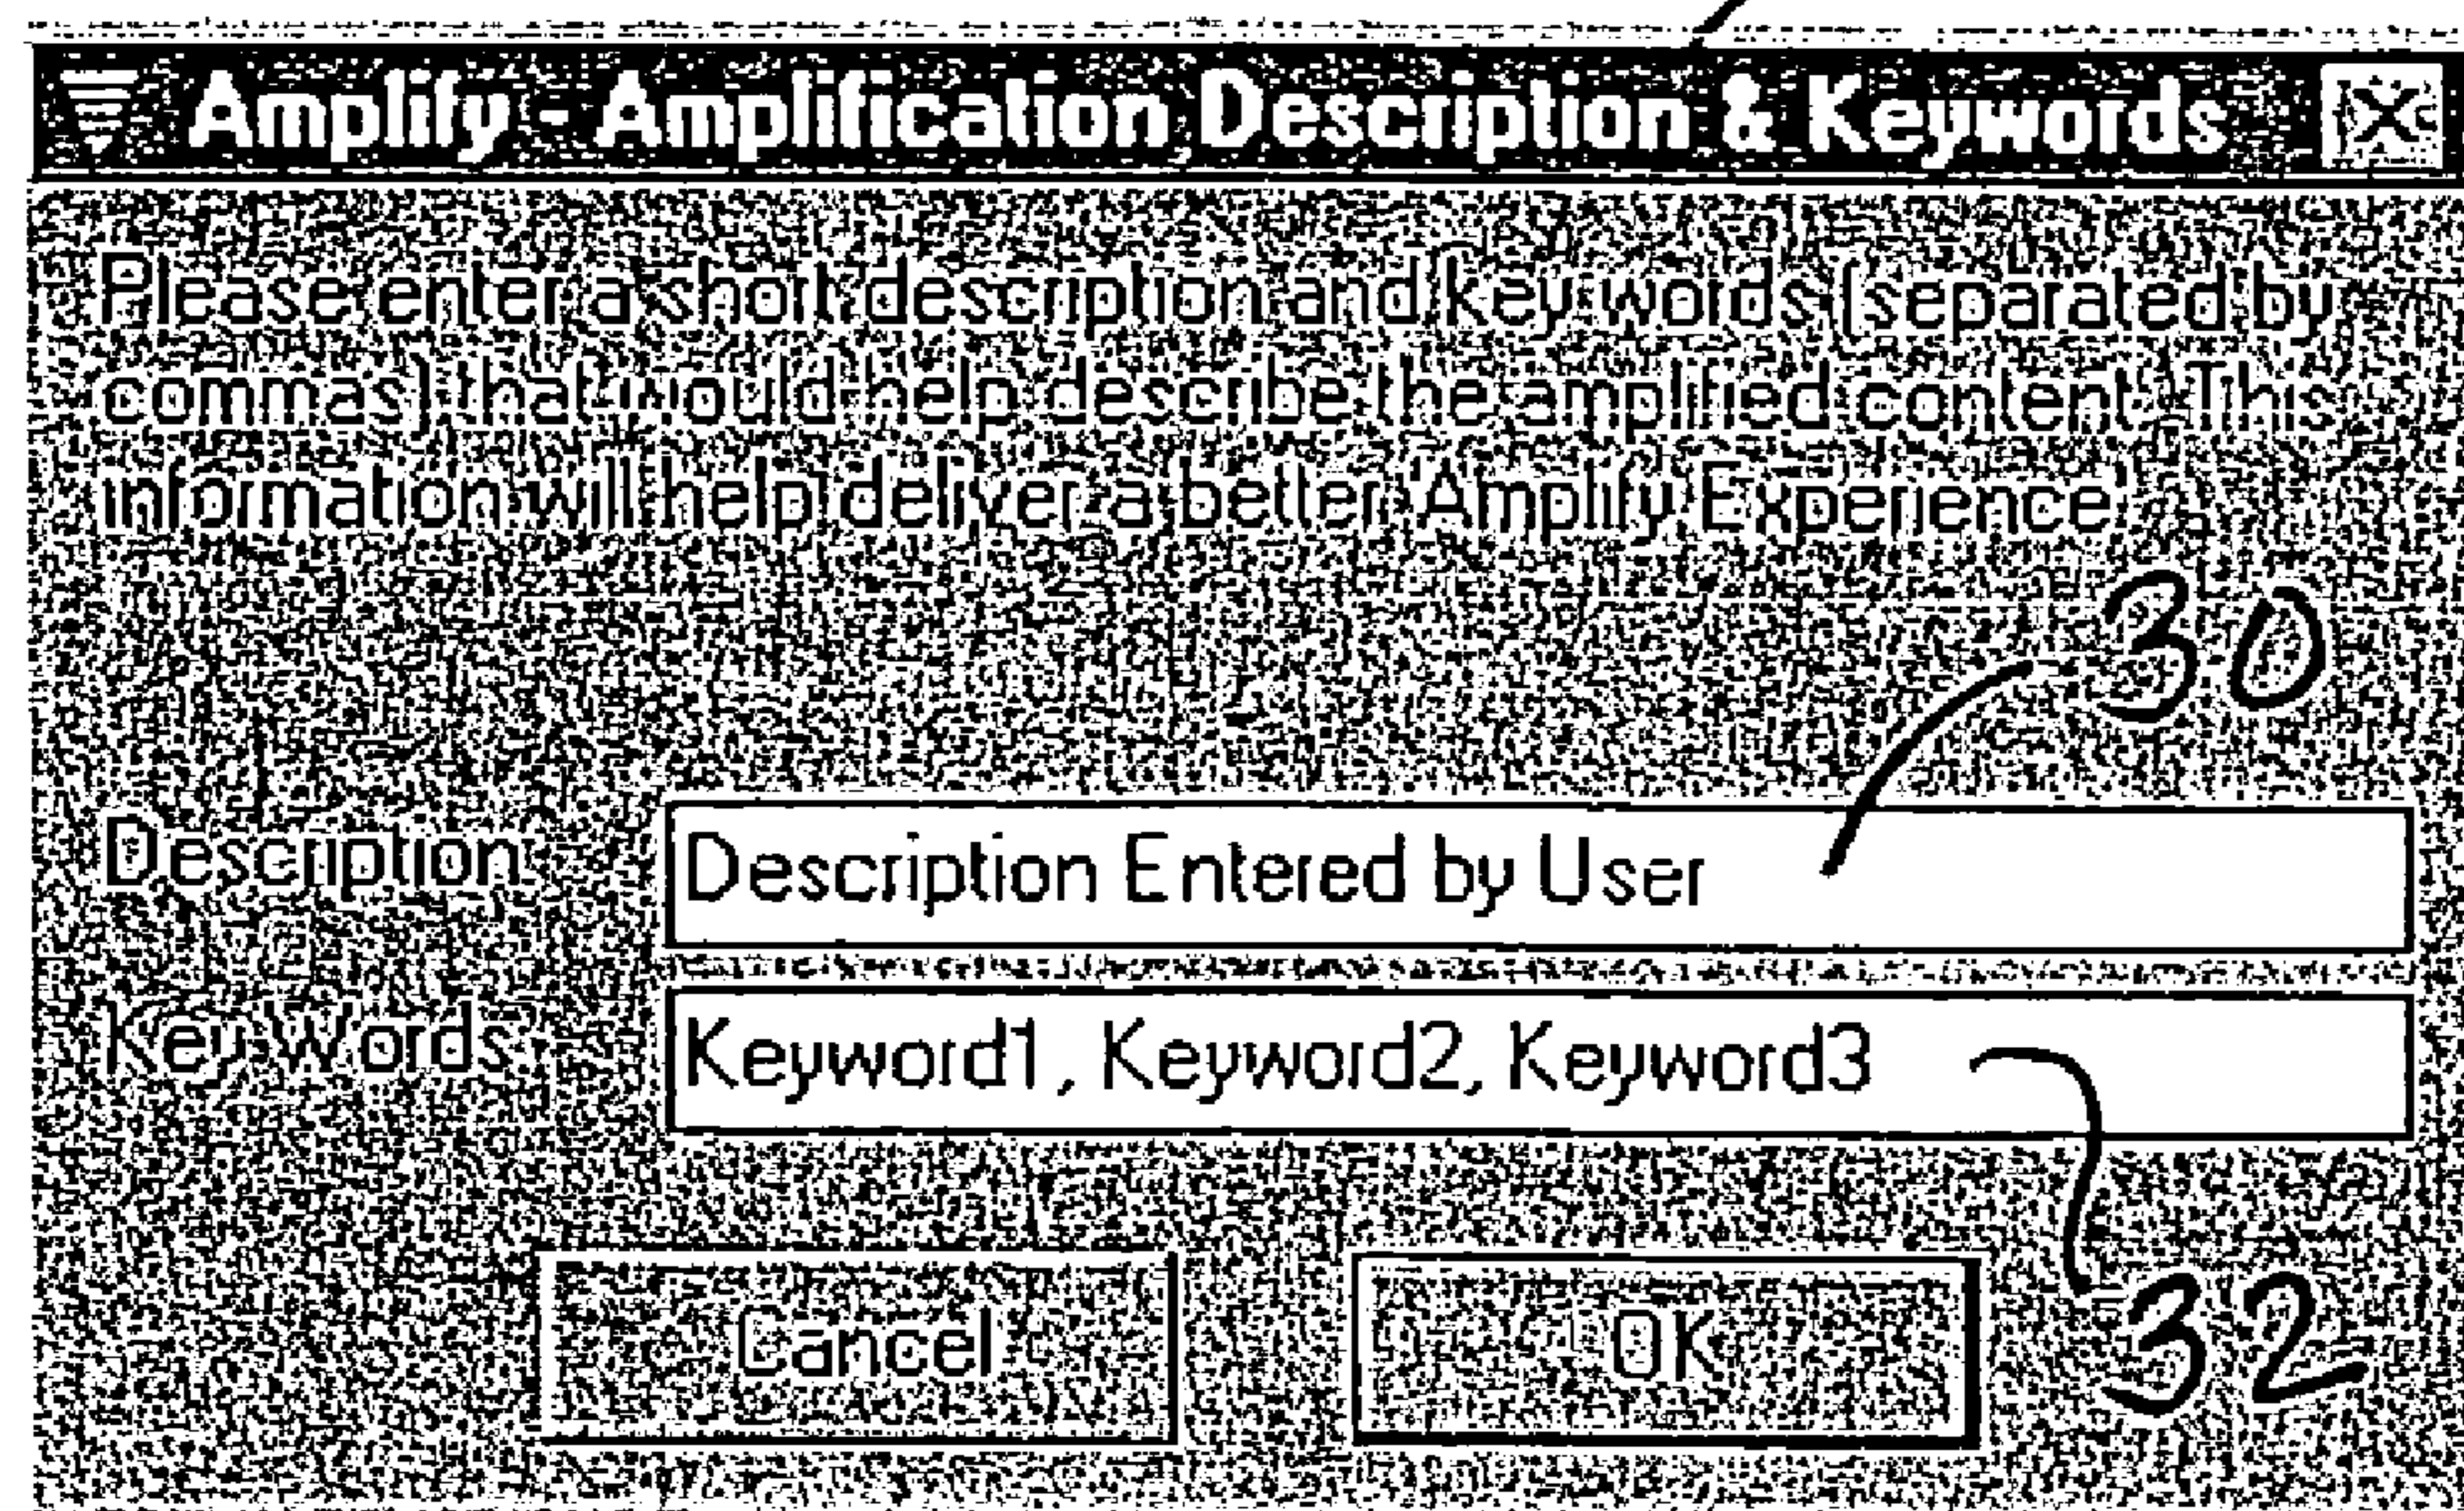 Amplify - Amplification Description & Keywords
Please enter a short description and key words (separated by
commas) that would help describe the amplified content. This
information will help deliver a better Amplify Experience
30
Description
Description Entered by User
Key Words
Keyword1, Keyword2, Keyword3
Cancel
OK
32